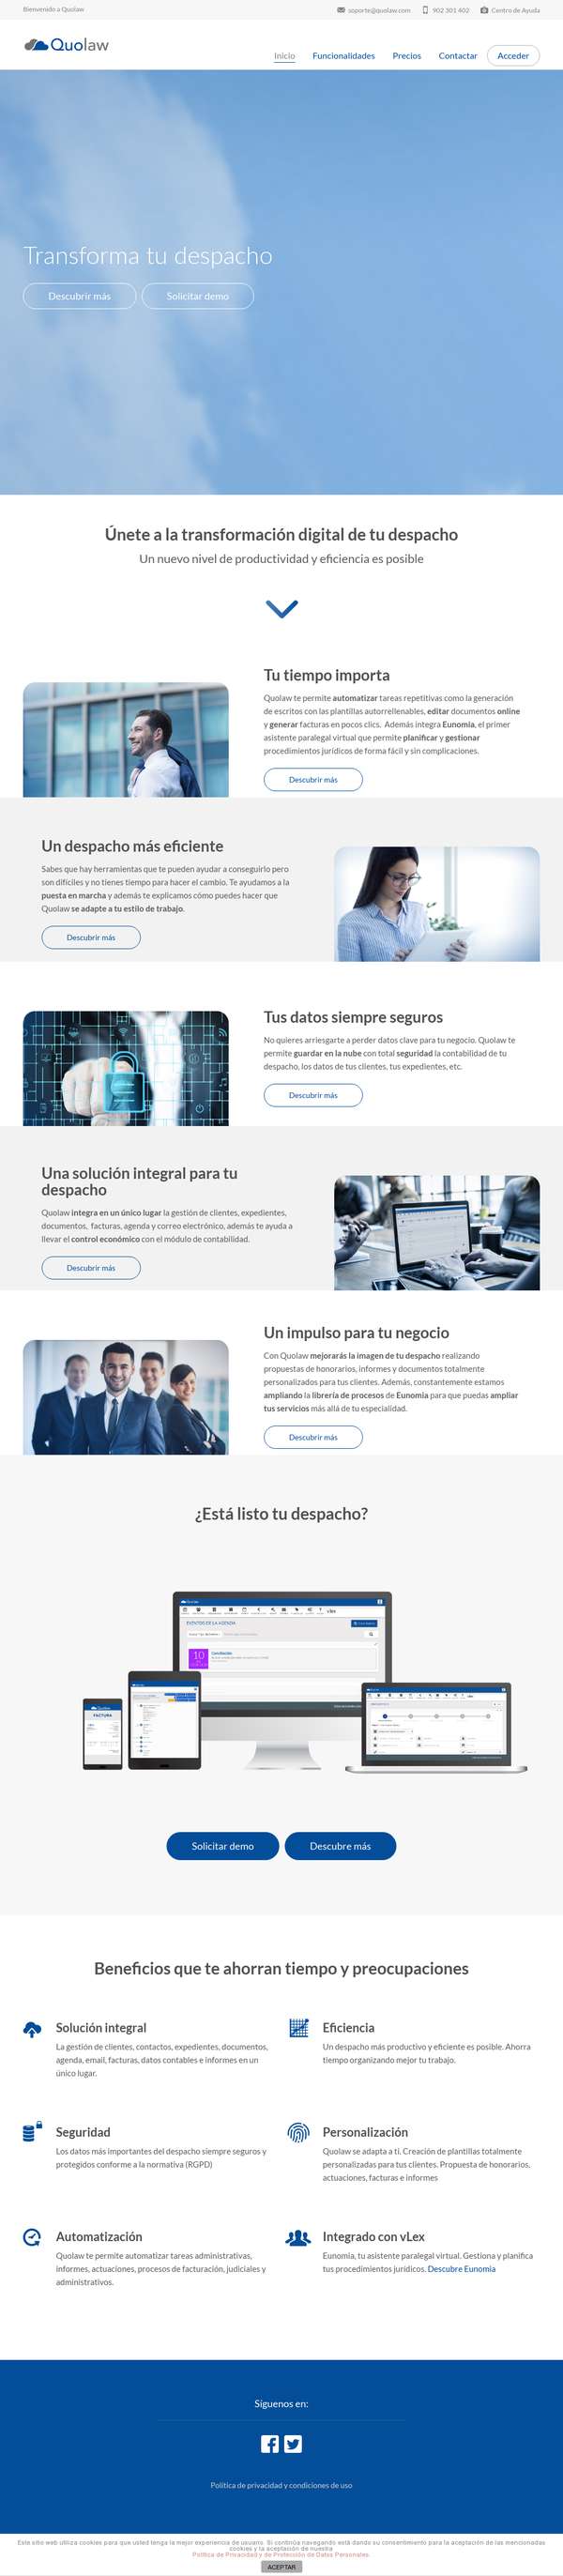 Bienvenido a Quolaw
soporte@quolaw.com 902 301 402 Centro de Ayuda
Quolaw
Inicio Funcionalidades Precios Contactar Acceder
Transforma tu despacho
Descubrir más Solicitar demo
Únete a la transformación digital de tu despacho
Un nuevo nivel de productividad y eficiencia es posible
Tu tiempo importa
Quolaw te permite automatizar tareas repetitivas como la generación
de escritos con las plantillas autorrellenables, editar documentos online
y generar facturas en pocos clics. Además integra Eunomia, el primer
asistente paralegal virtual que permite planificar y gestionar
procedimientos jurídicos de forma fácil y sin complicaciones.
Descubrir más
Un despacho más eficiente
Sabes que hay herramientas que te pueden ayudar a conseguirlo pero
son difíciles y no tienes tiempo para hacer el cambio. Te ayudamos a la
puesta en marcha y además te explicamos cómo puedes hacer que
Quolaw se adapte a tu estilo de trabajo.
Descubrir más
Tus datos siempre seguros
No quieres arriesgarte a perder datos clave para tu negocio. Quolaw te
permite guardar en la nube con total seguridad la contabilidad de tu
despacho, los datos de tus clientes, tus expedientes, etc.
Descubrir más
Una solución integral para tu
despacho
Quolaw integra en un único lugar la gestión de clientes, expedientes,
documentos, facturas, agenda y correo electrónico, además te ayuda a
llevar el control económico con el módulo de contabilidad.
Descubrir más
Un impulso para tu negocio
Con Quolaw mejorarás la imagen de tu despacho realizando
propuestas de honorarios, informes y documentos totalmente
personalizados para tus clientes. Además, constantemente estamos
ampliando la librería de procesos de Eunomia para que puedas ampliar
tus servicios más allá de tu especialidad.
Descubrir más
¿Está listo tu despacho?
EVENTOS DE LA AGENDA
10
FACTURA
Solicitar demo Descubre más
Beneficios que te ahorran tiempo y preocupaciones
Solución integral
La gestión de clientes, contactos, expedientes, documentos,
agenda, email, facturas, datos contables e informes en un
único lugar.
Eficiencia
Un despacho más productivo y eficiente es posible. Ahorra
tiempo organizando mejor tu trabajo.
Seguridad
Los datos más importantes del despacho siempre seguros y
protegidos conforme a la normativa (RGPD)
Personalización
Quolaw se adapta a ti. Creación de plantillas totalmente
personalizadas para tus clientes. Propuesta de honorarios,
actuaciones, facturas e informes
Automatización
Quolaw te permite automatizar tareas administrativas,
informes, actuaciones, procesos de facturación, judiciales y
administrativos.
Integrado con vLex
Eunomia, tu asistente paralegal virtual. Gestiona y planifica
tus procedimientos jurídicos. Descubre Eunomia
Síguenos en:
Política de privacidad y condiciones de uso
Este sitio web utiliza cookies para que usted tenga la mejor experiencia de usuario. Si continúa navegando está dando su consentimiento para la aceptación de las mencionadas
cookies y la aceptación de nuestra
Política de Privacidad y de Protección de Datos Personales
ACEPTAR